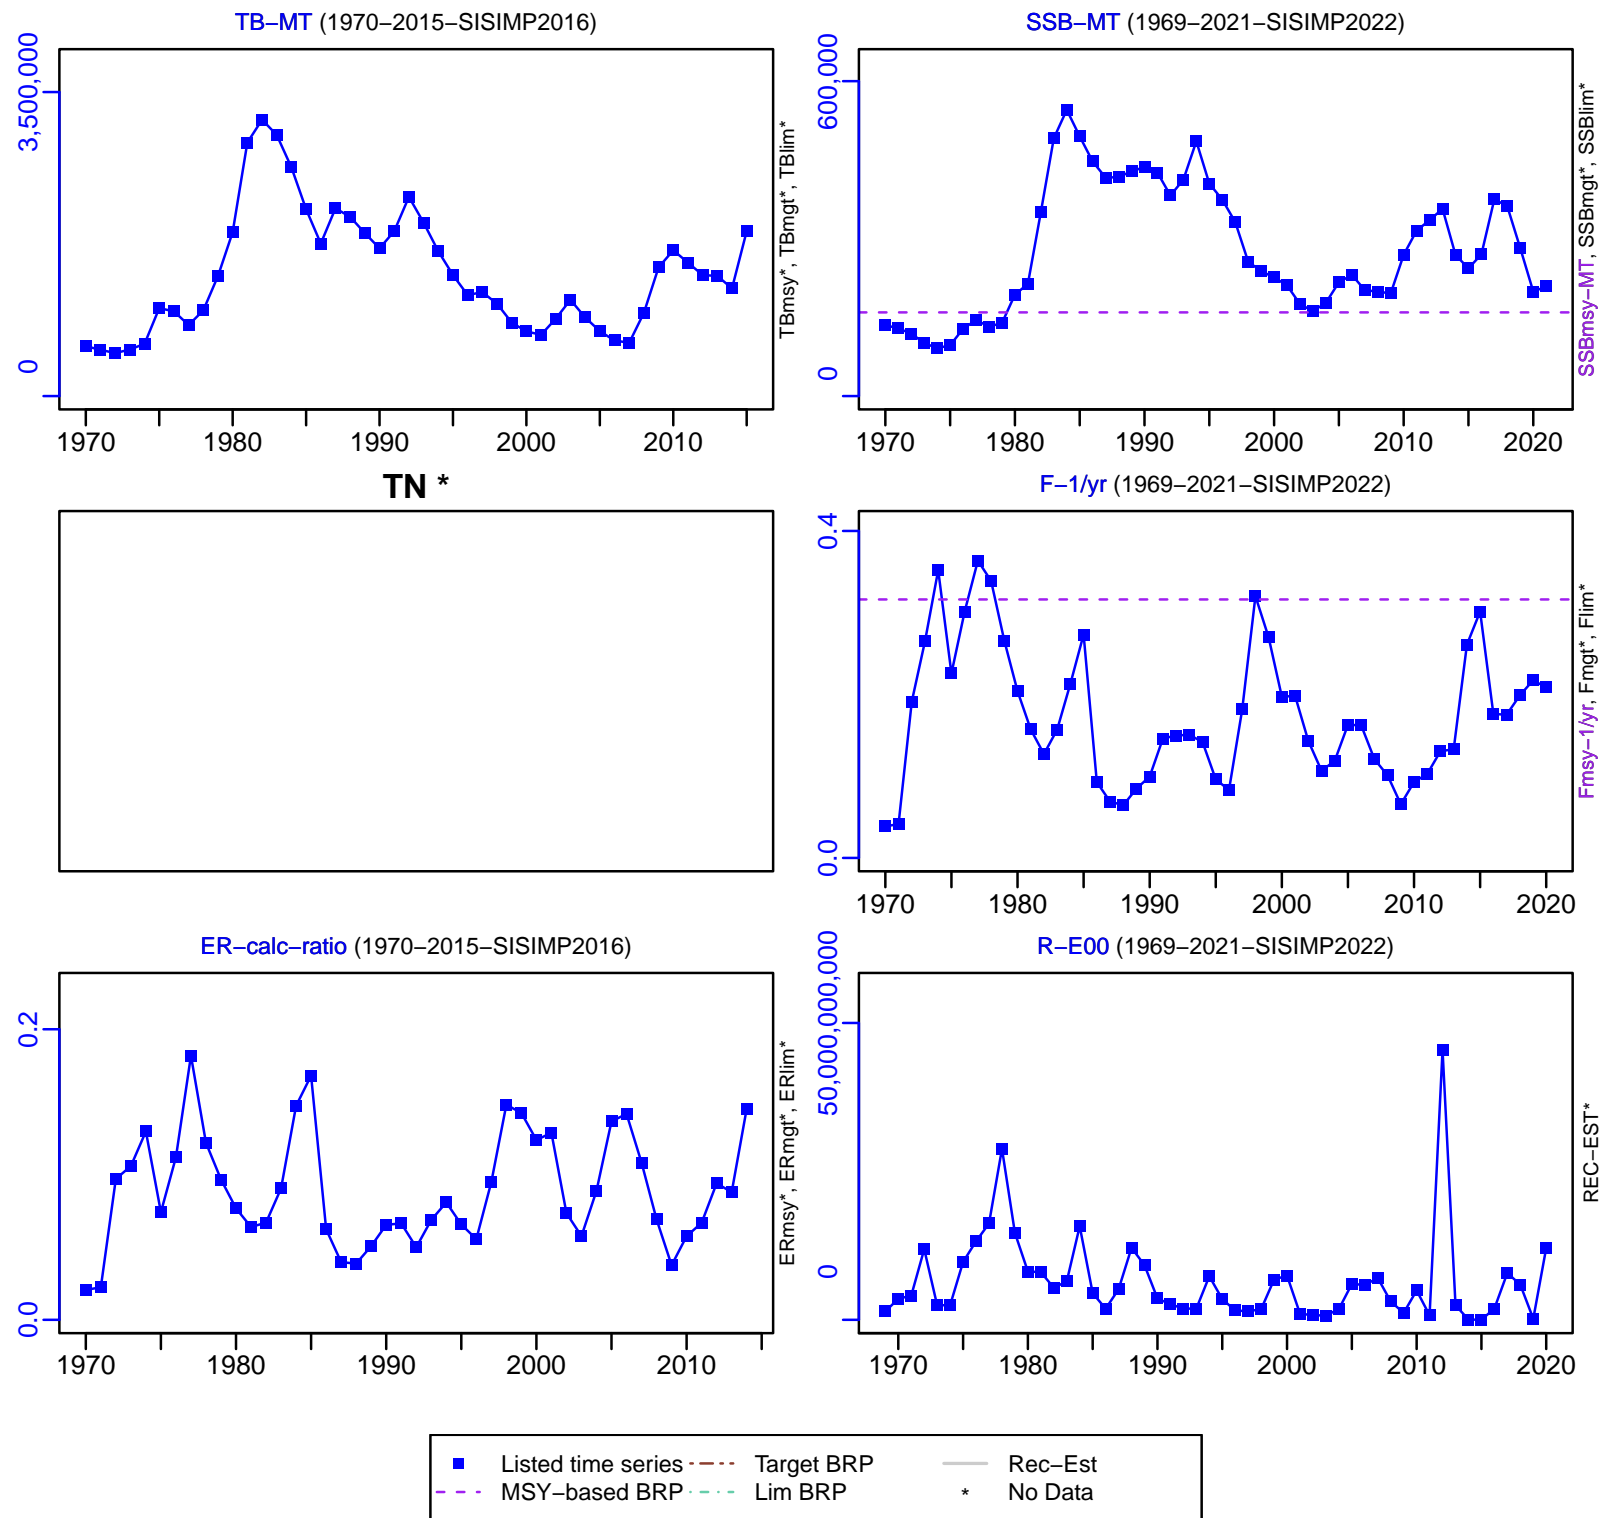 TB−MT (1970−2015−SISIMP2016)
3,500,000
0
1970 1980 1990 2000 2010
TBmsy*, TBmgt*, TBlim*
SSB−MT (1969−2021−SISIMP2022)
600,000
0
1970 1980 1990 2000 2010 2020
SSBmsy−MT, SSBmgt*, SSBlim*
TN *
F−1/yr (1969−2021−SISIMP2022)
0.4
0.0
1970 1980 1990 2000 2010 2020
Fmsy−1/yr, Fmgt*, Flim*
ER−calc−ratio (1970−2015−SISIMP2016)
0.2
0.0
1970 1980 1990 2000 2010
ERmsy*, ERmgt*, ERlim*
R−E00 (1969−2021−SISIMP2022)
50,000,000,000
0
1970 1980 1990 2000 2010 2020
REC−EST*
Listed time series Target BRP Rec−Est
MSY−based BRP Lim BRP * No Data